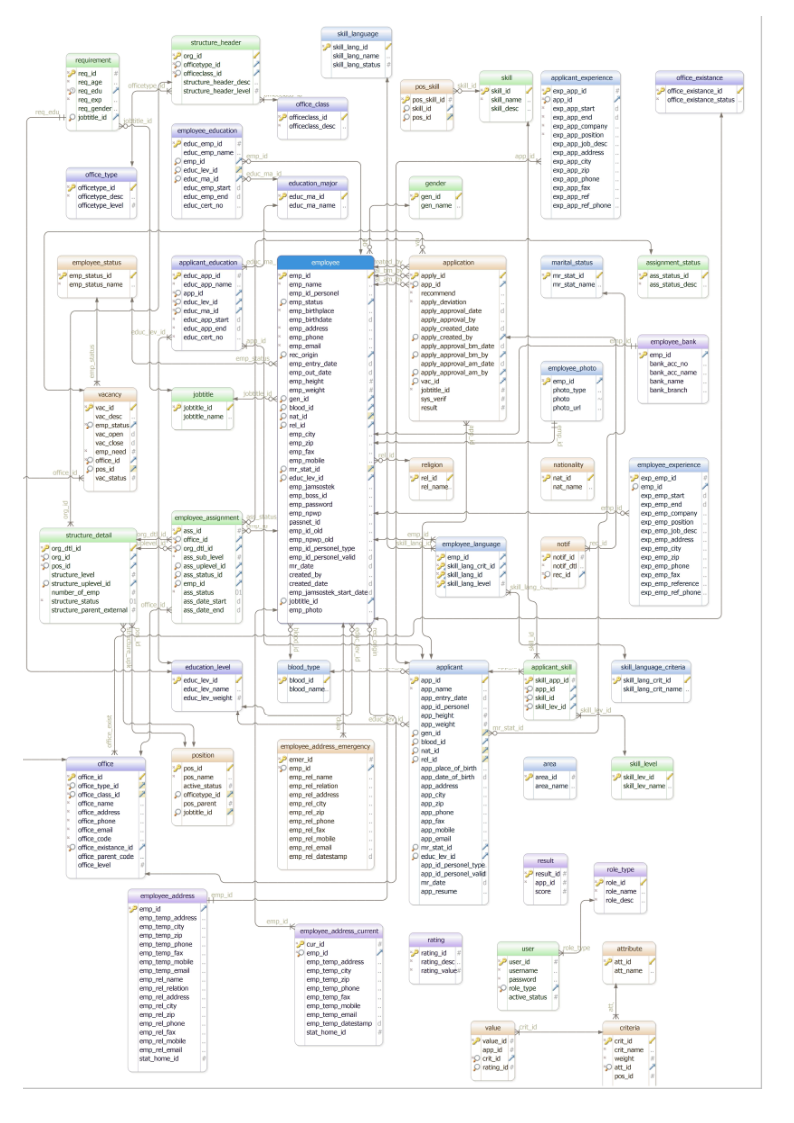 skill_language
skill_lang_id
skill_lang_name
skill_lang_status
structure_header
org_id
officetype_id
officeclass_id
structure_header_desc
structure_header_level
requirement
req_id
req_age
req_edu
req_exp
req_gender
jobtitle_id
office_class
officeclass_id
officeclass_desc
pos_skill
pos_skill_id
skill_id
pos_id
skill
skill_id
skill_name
skill_desc
applicant_experience
exp_app_id
app_id
exp_app_start
exp_app_end
exp_app_company
exp_app_position
exp_app_job_desc
exp_app_address
exp_app_city
exp_app_zip
exp_app_phone
exp_app_fax
exp_app_ref
exp_app_ref_phone
office_existance
office_existance_id
office_existance_status
employee_education
educ_emp_id
educ_emp_name
emp_id
educ_lev_id
educ_ma_id
educ_emp_start
educ_emp_end
educ_cert_no
office_type
officetype_id
officetype_desc
officetype_level
education_major
educ_ma_id
educ_ma_name
gender
gen_id
gen_name
employee_status
emp_status_id
emp_status_name
applicant_education
educ_app_id
educ_app_name
app_id
educ_lev_id
educ_ma_id
educ_app_start
educ_app_end
educ_cert_no
employee
emp_id
emp_name
emp_id_personel
emp_status
emp_birthplace
emp_birthdate
emp_address
emp_phone
emp_email
rec_origin
emp_entry_date
emp_out_date
emp_height
emp_weight
gen_id
blood_id
nat_id
rel_id
emp_city
emp_zip
emp_fax
emp_mobile
mr_stat_id
educ_lev_id
emp_jamsostek
emp_boss_id
emp_password
emp_npwp
passnet_id
emp_id_old
emp_npwp_old
emp_id_personel_type
emp_id_personel_valid
mr_date
created_by
created_date
emp_jamsostek_start_date
jobtitle_id
emp_photo
application
apply_id
app_id
recommend
apply_deviation
apply_approval_date
apply_approval_by
apply_created_date
apply_created_by
apply_approval_bm_date
apply_approval_bm_by
apply_approval_am_date
apply_approval_am_by
vac_id
jobtitle_id
sys_verif
result
marital_status
mr_stat_id
mr_stat_name
assignment_status
ass_status_id
ass_status_desc
employee_bank
emp_id
bank_acc_no
bank_acc_name
bank_name
bank_branch
employee_photo
emp_id
photo_type
photo
photo_url
vacancy
vac_id
vac_desc
emp_status
vac_open
vac_close
emp_need
office_id
pos_id
vac_status
jobtitle
jobtitle_id
jobtitle_name
religion
rel_id
rel_name
nationality
nat_id
nat_name
employee_experience
exp_emp_id
emp_id
exp_emp_start
exp_emp_end
exp_emp_company
exp_emp_position
exp_emp_job_desc
exp_emp_address
exp_emp_city
exp_emp_zip
exp_emp_phone
exp_emp_fax
exp_emp_reference
exp_emp_ref_phone
structure_detail
org_dtl_id
org_id
pos_id
structure_level
structure_uplevel_id
number_of_emp
structure_status
structure_parent_external
employee_assignment
ass_id
office_id
org_dtl_id
ass_sub_level
ass_uplevel_id
ass_status_id
emp_id
ass_status
ass_date_start
ass_date_end
employee_language
emp_id
skill_lang_crit_id
skill_lang_id
skill_lang_level
notif
notif_id
notif_dtl
rec_id
education_level
educ_lev_id
educ_lev_name
educ_lev_weight
blood_type
blood_id
blood_name
applicant
app_id
app_name
app_entry_date
app_id_personel
app_height
app_weight
gen_id
blood_id
nat_id
rel_id
app_place_of_birth
app_date_of_birth
app_address
app_city
app_zip
app_phone
app_fax
app_mobile
app_email
mr_stat_id
educ_lev_id
app_id_personel_type
app_id_personel_valid
mr_date
app_resume
applicant_skill
skill_app_id
app_id
skill_id
skill_lev_id
skill_language_criteria
skill_lang_crit_id
skill_lang_crit_name
office
office_id
office_type_id
office_class_id
office_name
office_address
office_phone
office_email
office_code
office_existance_id
office_parent_code
office_level
position
pos_id
pos_name
active_status
officetype_id
pos_parent
jobtitle_id
employee_address_emergency
emer_id
emp_id
emp_rel_name
emp_rel_relation
emp_rel_address
emp_rel_city
emp_rel_zip
emp_rel_phone
emp_rel_fax
emp_rel_mobile
emp_rel_email
emp_rel_datestamp
area
area_id
area_name
skill_level
skill_lev_id
skill_lev_name
result
result_id
app_id
score
role_type
role_id
role_name
role_desc
employee_address
emp_id
emp_temp_address
emp_temp_city
emp_temp_zip
emp_temp_phone
emp_temp_fax
emp_temp_mobile
emp_temp_email
emp_rel_name
emp_rel_relation
emp_rel_address
emp_rel_city
emp_rel_zip
emp_rel_phone
emp_rel_fax
emp_rel_mobile
emp_rel_email
stat_home_id
employee_address_current
cur_id
emp_id
emp_temp_address
emp_temp_city
emp_temp_zip
emp_temp_phone
emp_temp_fax
emp_temp_mobile
emp_temp_email
emp_temp_datestamp
stat_home_id
rating
rating_id
rating_desc
rating_value
user
user_id
username
password
role_type
active_status
attribute
att_id
att_name
value
value_id
app_id
crit_id
rating_id
criteria
crit_id
crit_name
weight
att_id
pos_id